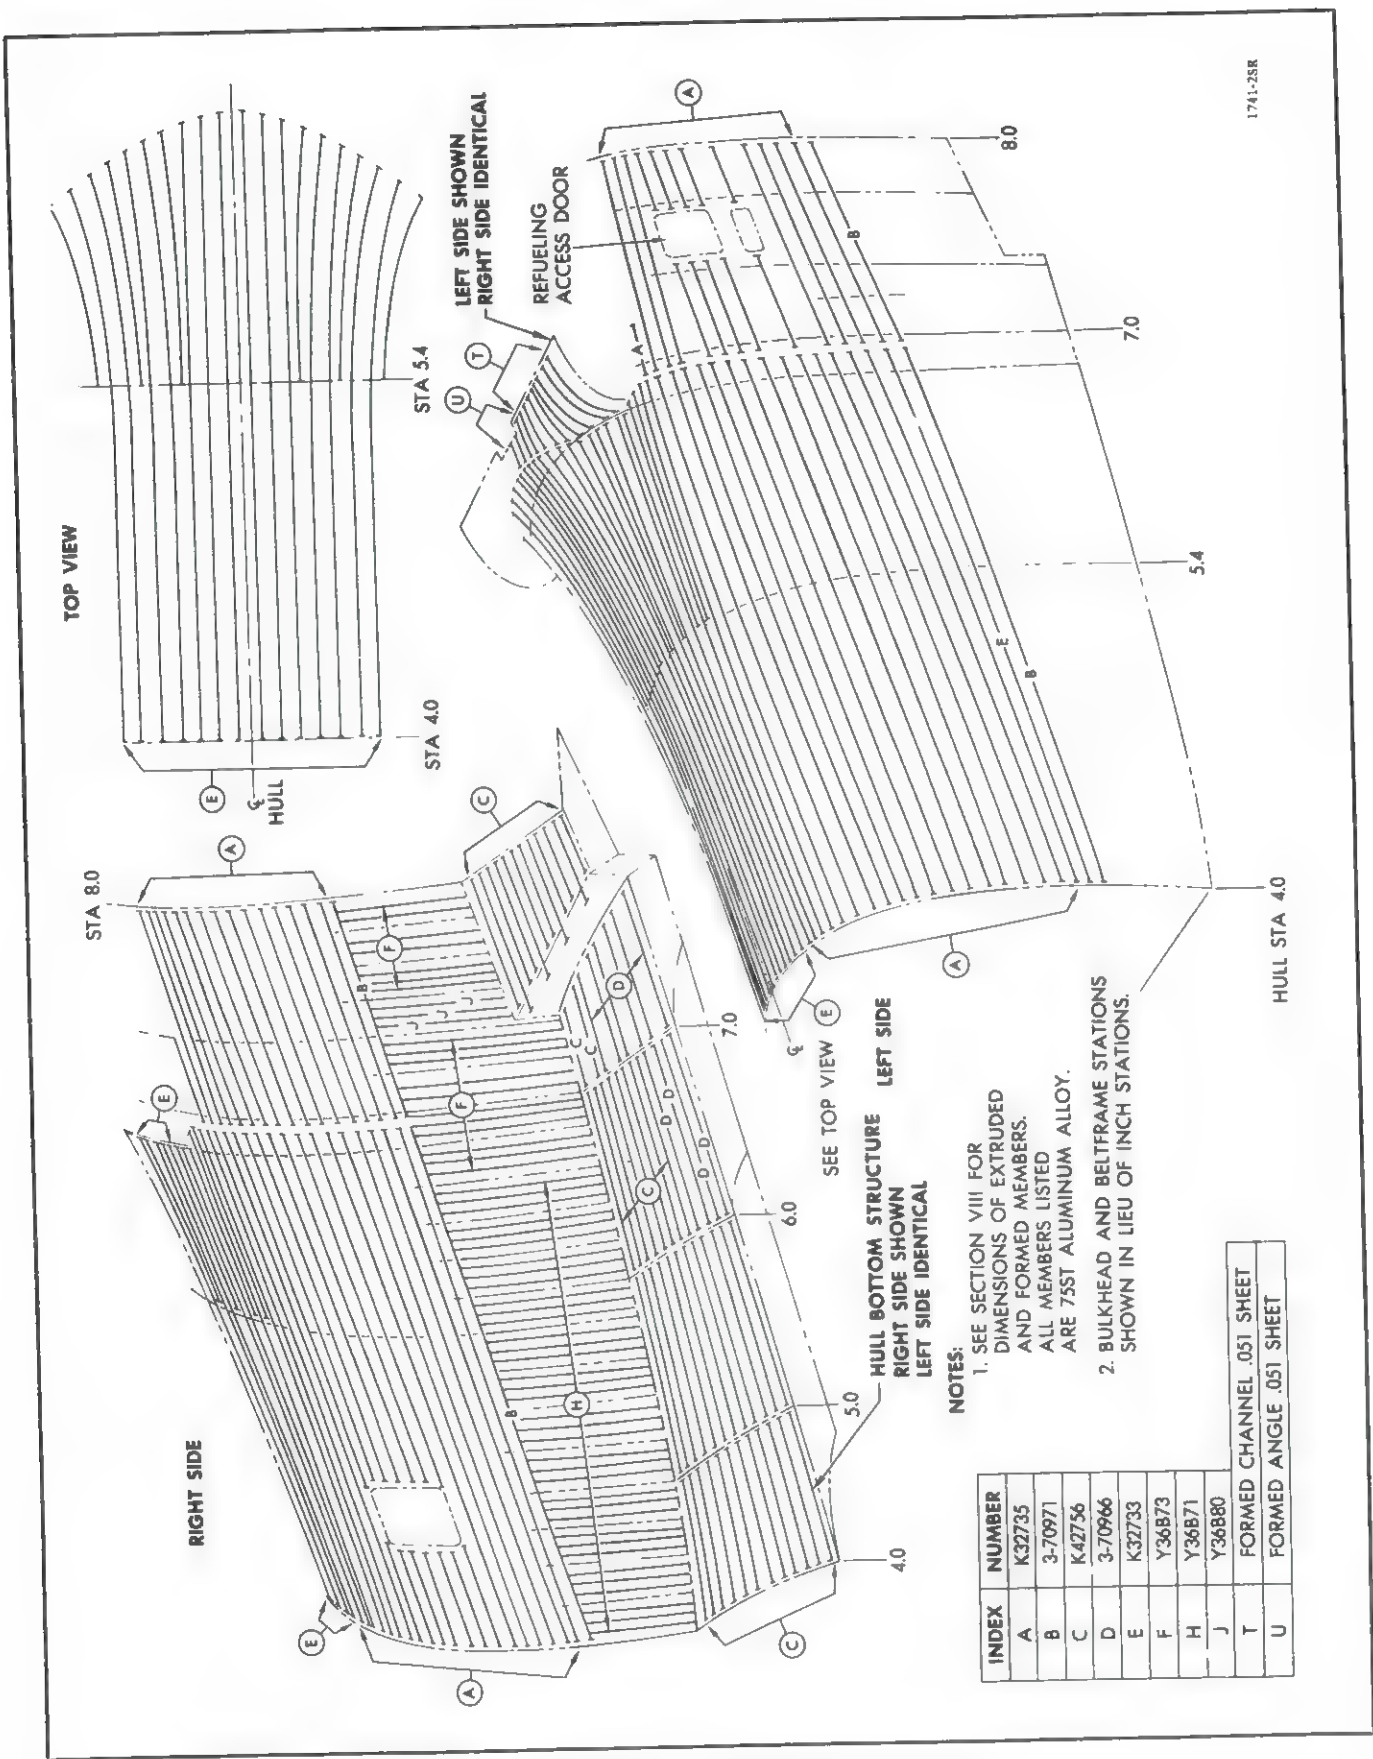 TOP VIEW
E
℄
HULL
STA 4.0
STA 5.4
RIGHT SIDE
STA 8.0
A
E
E
A
B
B
F
F
H
C
C
C
C
C
D
D
D
D
D
4.0
5.0
6.0
7.0
HULL BOTTOM STRUCTURE
RIGHT SIDE SHOWN
LEFT SIDE IDENTICAL
LEFT SIDE SHOWN
RIGHT SIDE IDENTICAL
U
T
REFUELING
ACCESS DOOR
A
A
B
B
E
8.0
7.0
5.4
HULL STA 4.0
A
℄
SEE TOP VIEW E
LEFT SIDE
NOTES:
1. SEE SECTION VIII FOR
DIMENSIONS OF EXTRUDED
AND FORMED MEMBERS.
ALL MEMBERS LISTED
ARE 75ST ALUMINUM ALLOY.
2. BULKHEAD AND BELTFRAME STATIONS
SHOWN IN LIEU OF INCH STATIONS.
INDEX NUMBER
A K32735
B 3-70971
C K42756
D 3-70966
E K32733
F Y36B73
H Y36B71
J Y36B80
T FORMED CHANNEL .051 SHEET
U FORMED ANGLE .051 SHEET
1741-2SR